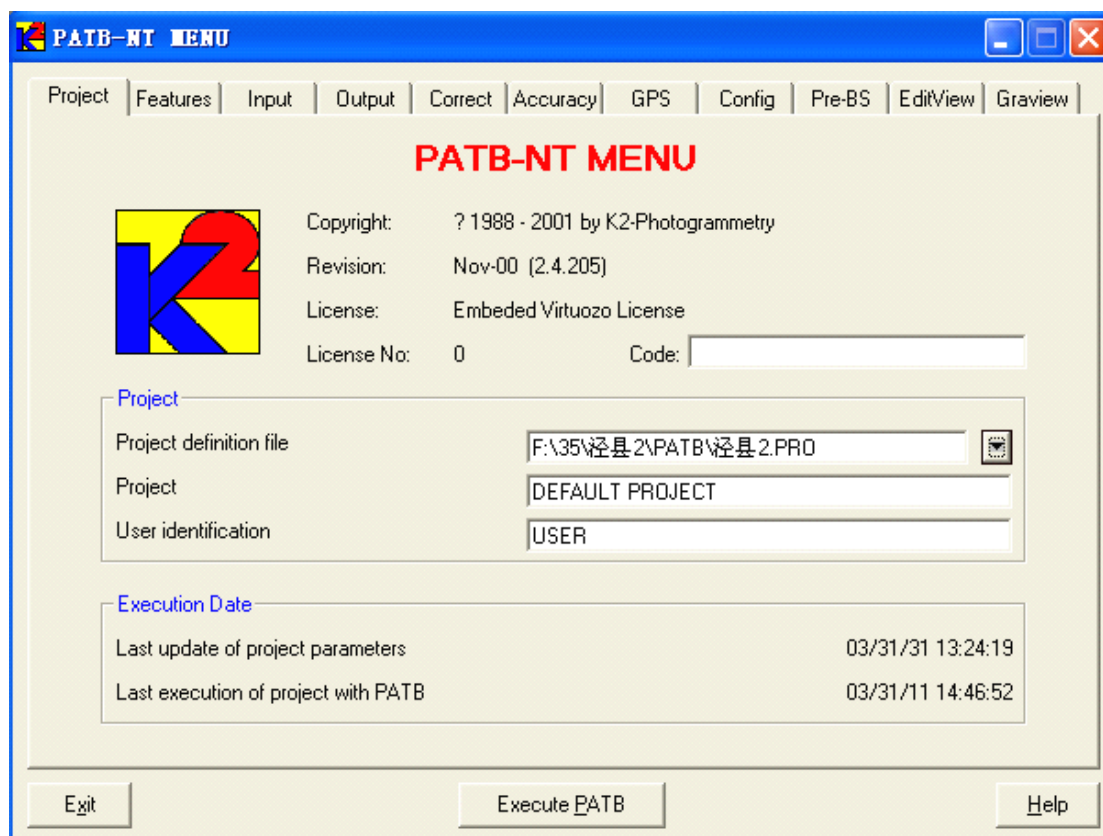 PATB-NT MENU
Project Features Input Output Correct Accuracy GPS Config Pre-BS EditView Graview
PATB-NT MENU
K2
Copyright: ? 1988 - 2001 by K2-Photogrammetry
Revision: Nov-00 (2.4.205)
License: Embeded Virtuozo License
License No: 0 Code:
Project
Project definition file F:\35\泾县2\PATB\泾县2.PRO
Project DEFAULT PROJECT
User identification USER
Execution Date
Last update of project parameters 03/31/31 13:24:19
Last execution of project with PATB 03/31/11 14:46:52
Exit Execute PATB Help